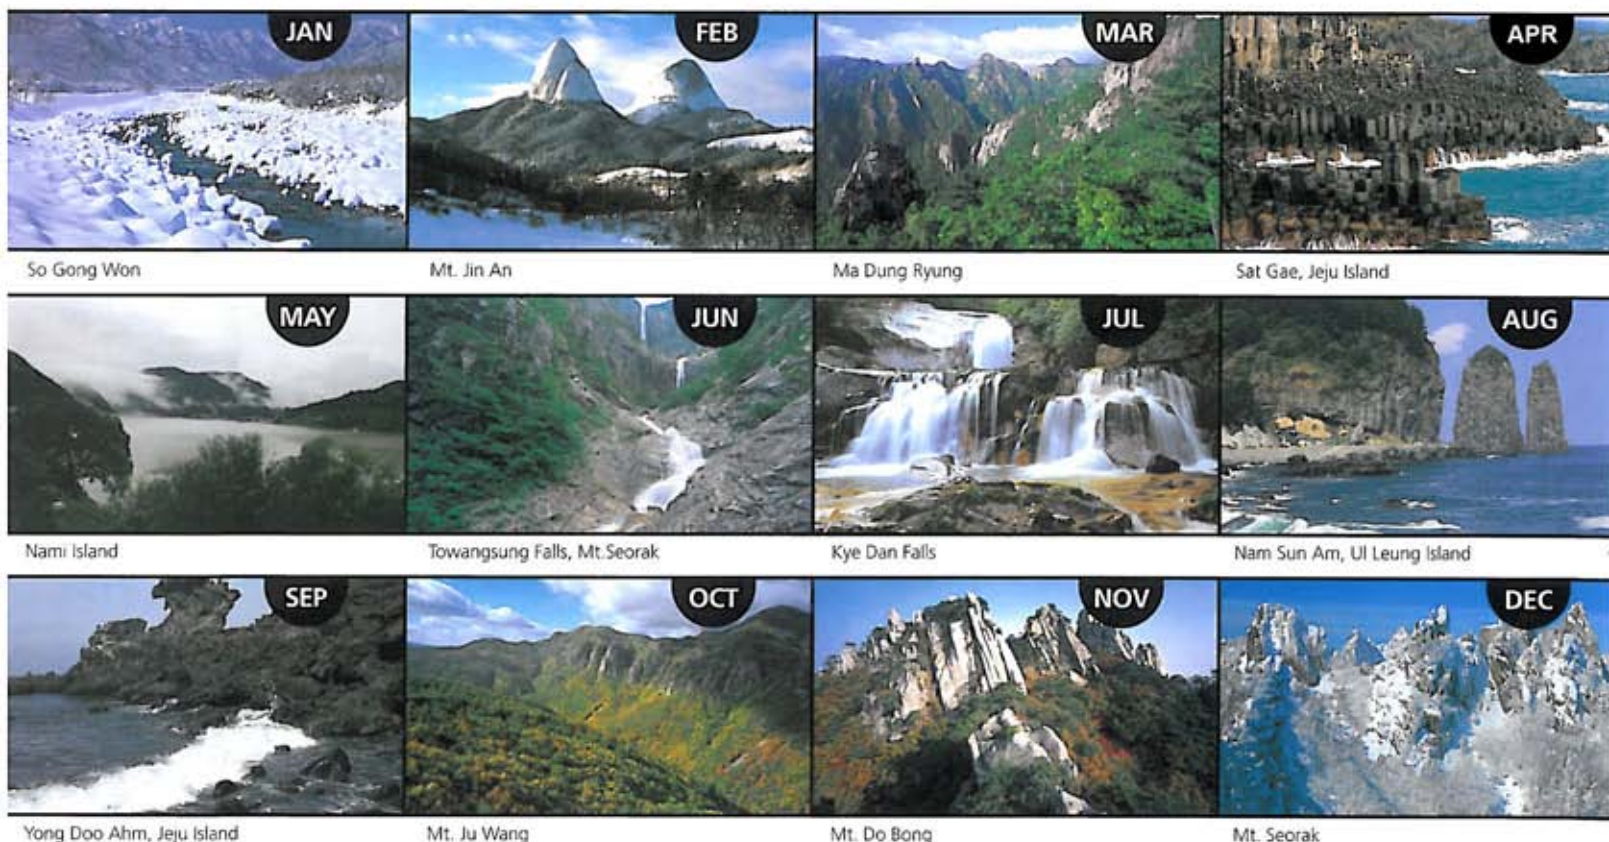 JAN
FEB
MAR
APR
So Gong Won
Mt. Jin An
Ma Dung Ryung
Sat Gae, Jeju Island
MAY
JUN
JUL
AUG
Nami Island
Towangsung Falls, Mt.Seorak
Kye Dan Falls
Nam Sun Am, Ul Leung Island
SEP
OCT
NOV
DEC
Yong Doo Ahm, Jeju Island
Mt. Ju Wang
Mt. Do Bong
Mt. Seorak